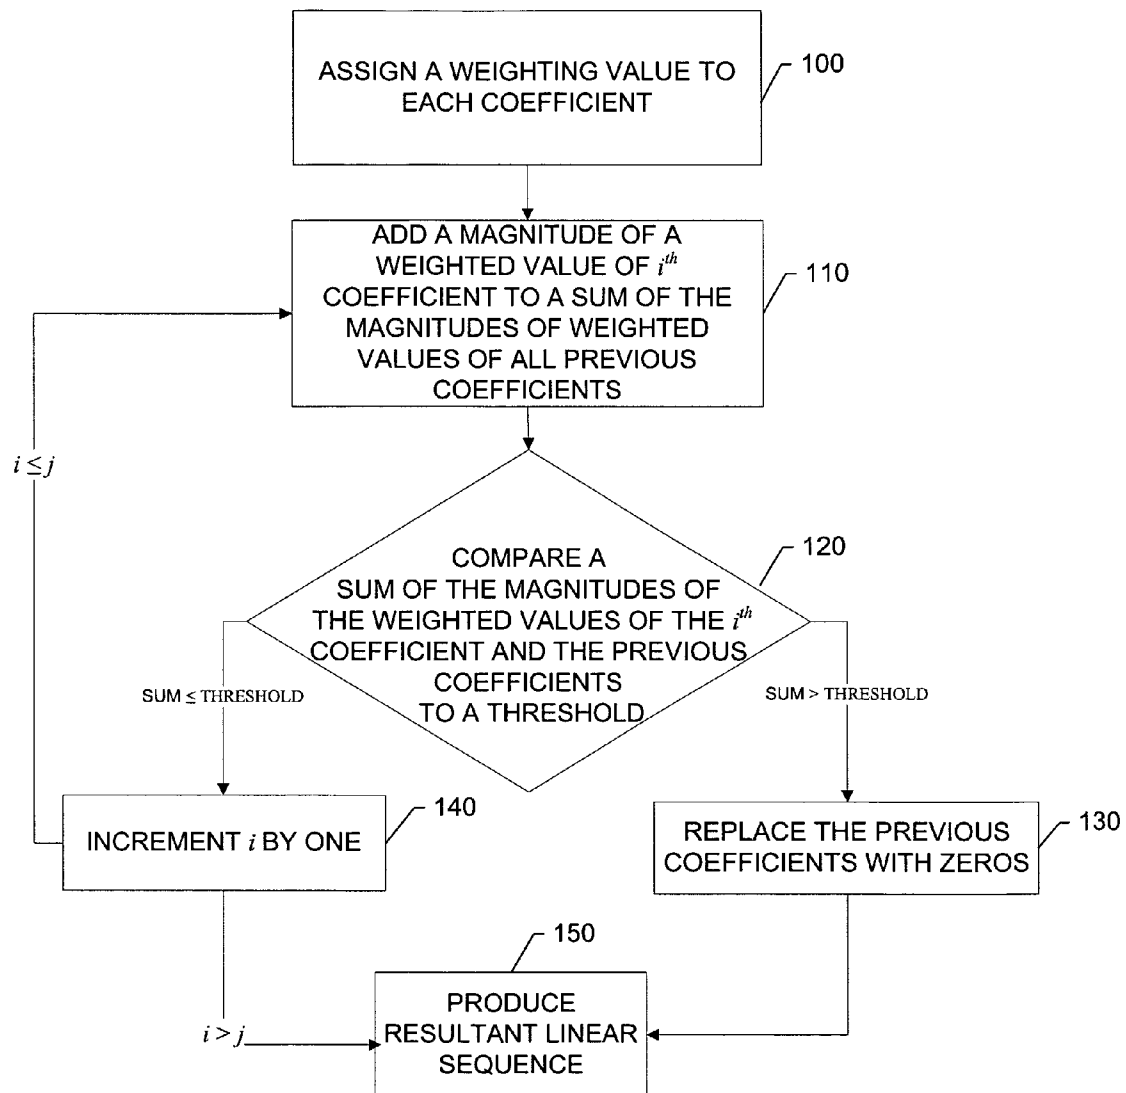 ASSIGN A WEIGHTING VALUE TO
EACH COEFFICIENT
100
ADD A MAGNITUDE OF A
WEIGHTED VALUE OF i^th
COEFFICIENT TO A SUM OF THE
MAGNITUDES OF WEIGHTED
VALUES OF ALL PREVIOUS
COEFFICIENTS
110
i ≤ j
COMPARE A
SUM OF THE MAGNITUDES OF
THE WEIGHTED VALUES OF THE i^th
COEFFICIENT AND THE PREVIOUS
COEFFICIENTS
TO A THRESHOLD
120
SUM ≤ THRESHOLD
SUM > THRESHOLD
INCREMENT i BY ONE
140
REPLACE THE PREVIOUS
COEFFICIENTS WITH ZEROS
130
i > j
150
PRODUCE
RESULTANT LINEAR
SEQUENCE